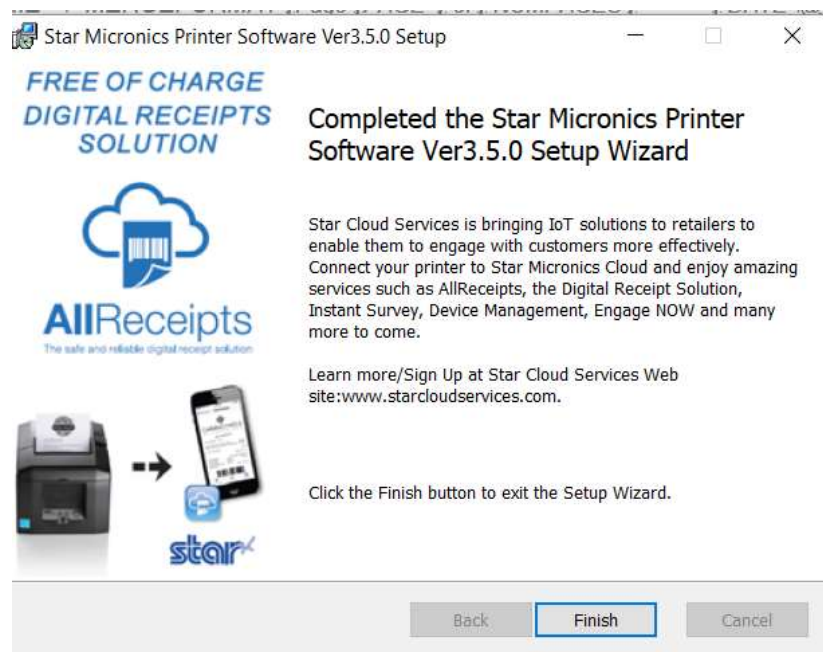 Star Micronics Printer Software Ver3.5.0 Setup
FREE OF CHARGE
DIGITAL RECEIPTS
SOLUTION
AllReceipts
The safe and reliable digital receipt solution
star
Completed the Star Micronics Printer
Software Ver3.5.0 Setup Wizard
Star Cloud Services is bringing IoT solutions to retailers to
enable them to engage with customers more effectively.
Connect your printer to Star Micronics Cloud and enjoy amazing
services such as AllReceipts, the Digital Receipt Solution,
Instant Survey, Device Management, Engage NOW and many
more to come.
Learn more/Sign Up at Star Cloud Services Web
site:www.starcloudservices.com.
Click the Finish button to exit the Setup Wizard.
Back
Finish
Cancel